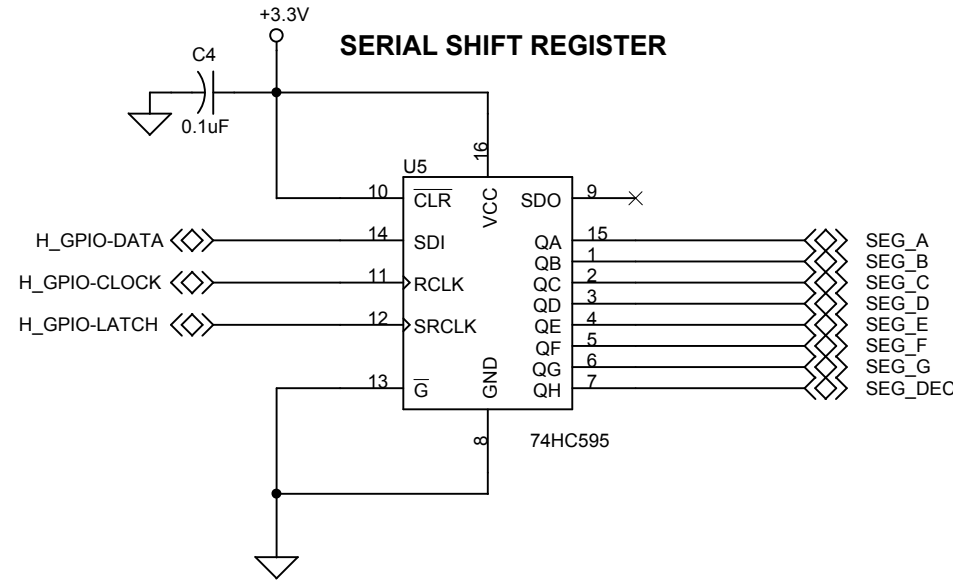 +3.3V
SERIAL SHIFT REGISTER
C4
0.1uF
16
U5
10 CLR VCC SDO 9
H_GPIO-DATA 14 SDI QA 15 SEG_A
QB 1 SEG_B
H_GPIO-CLOCK 11 RCLK QC 2 SEG_C
QD 3 SEG_D
H_GPIO-LATCH 12 SRCLK QE 4 SEG_E
QF 5 SEG_F
QG 6 SEG_G
13 G GND QH 7 SEG_DEC
8
74HC595